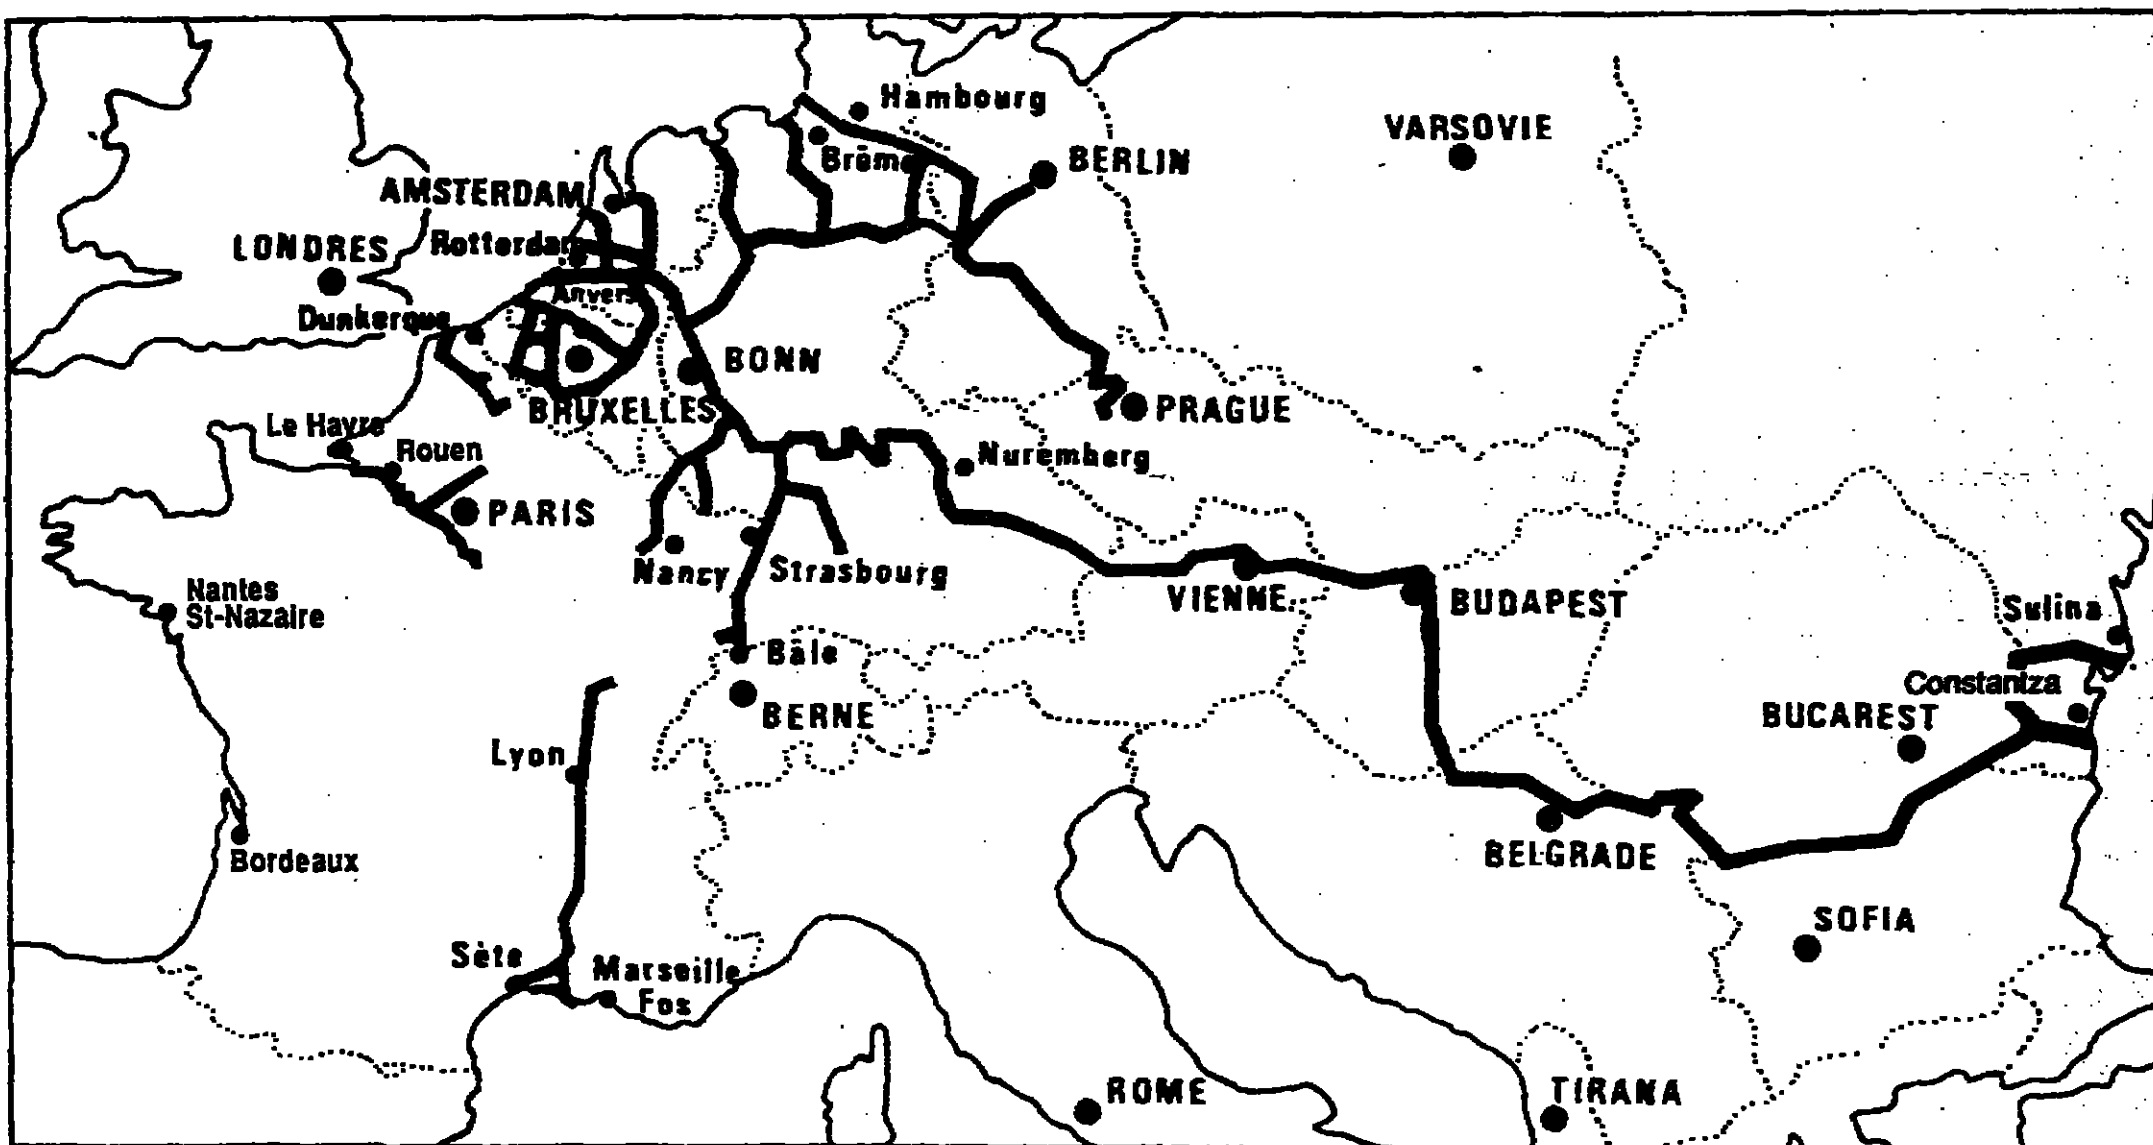 Hambourg
VARSOVIE
Brême
BERLIN
AMSTERDAM
LONDRES
Rotterdam
Anvers
Dunkerque
BONN
BRUXELLES
PRAGUE
Le Havre
Rouen
Nuremberg
PARIS
Nancy
Strasbourg
Nantes
St-Nazaire
VIENNE
BUDAPEST
Sulina
Bâle
Constantza
BERNE
BUCAREST
Lyon
Bordeaux
BELGRADE
SOFIA
Sète
Marseille
Fos
ROME
TIRANA